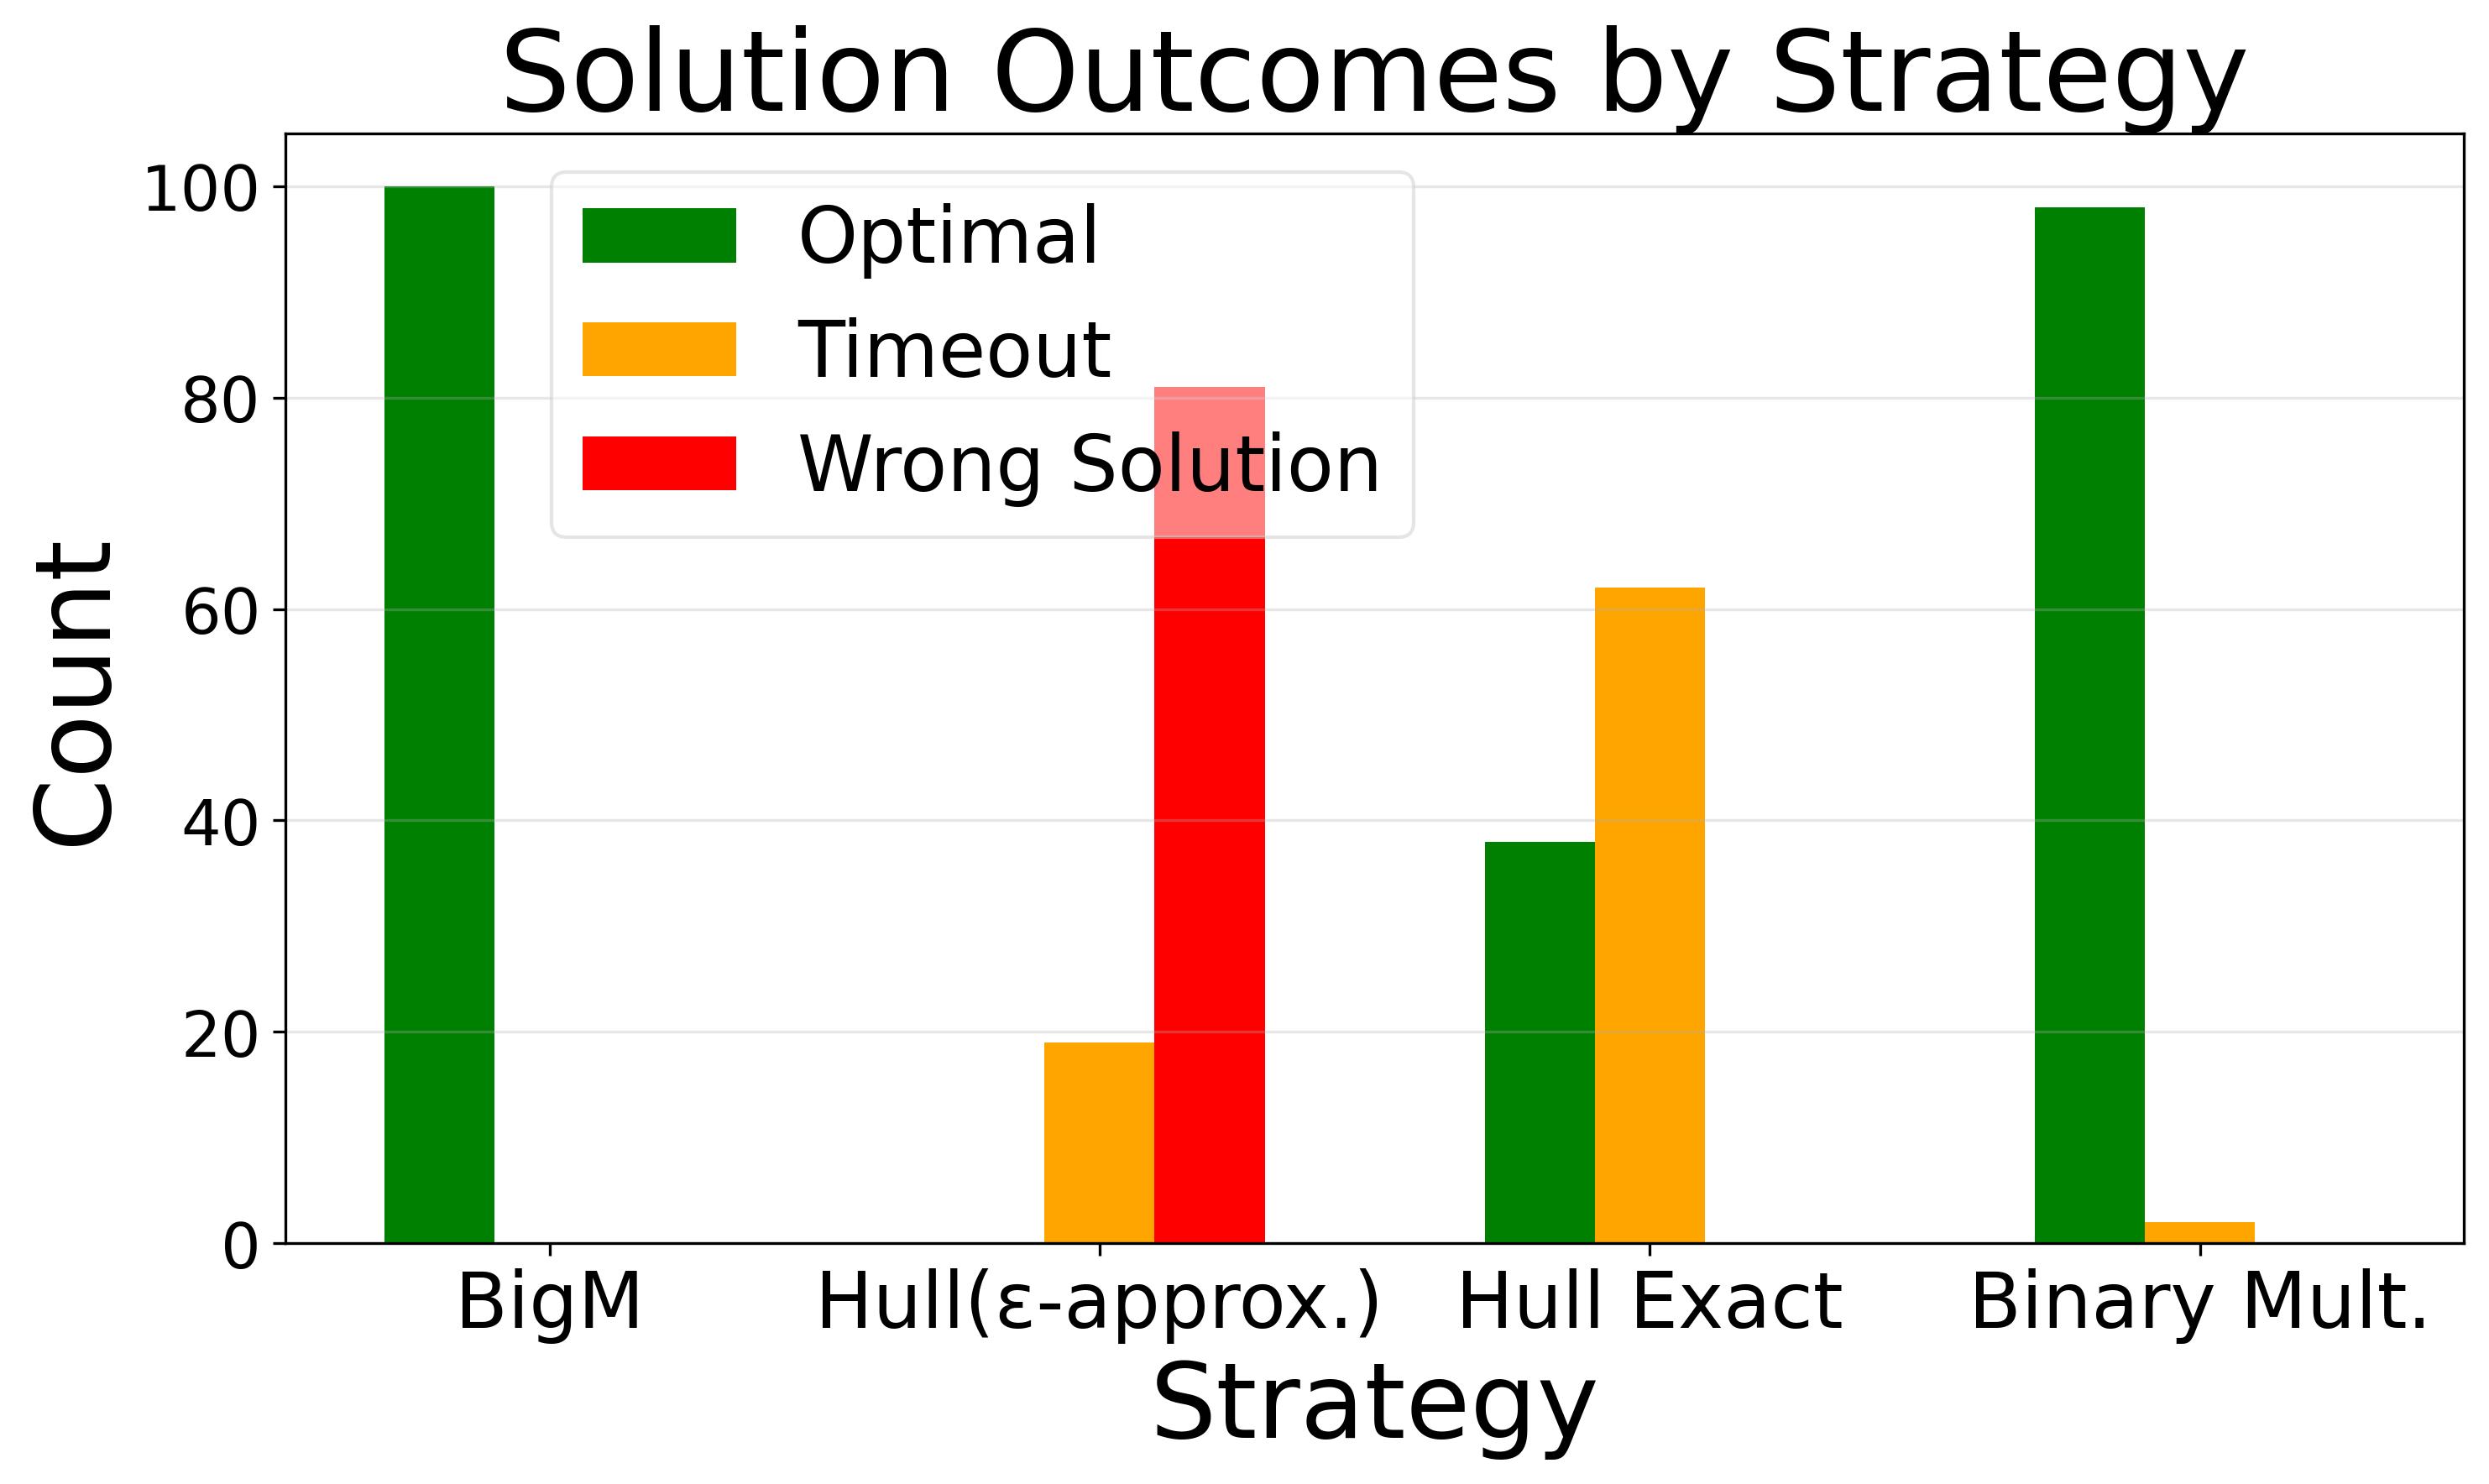 Solution Outcomes by Strategy
Count
100
80
60
40
20
0
Optimal
Timeout
Wrong Solution
BigM
Hull(ε-approx.)
Hull Exact
Binary Mult.
Strategy